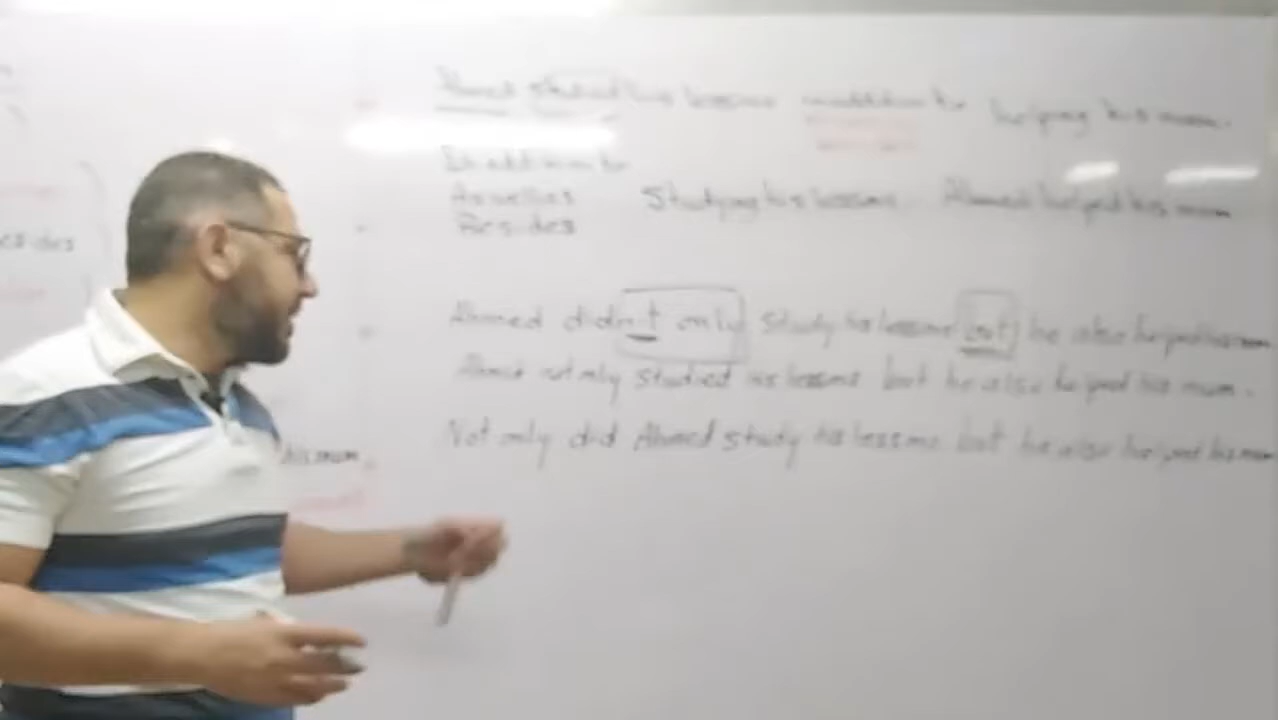 esides
his mum
Ahmed studied his lessons in addition to helping his mum.
In addition to
As well as
Besides
Studying his lessons, Ahmed helped his mum
Ahmed didn't only study his lessons but he also helped his mum
Ahmed not only studied his lessons but he also helped his mum.
Not only did Ahmed study his lessons but he also helped his mum